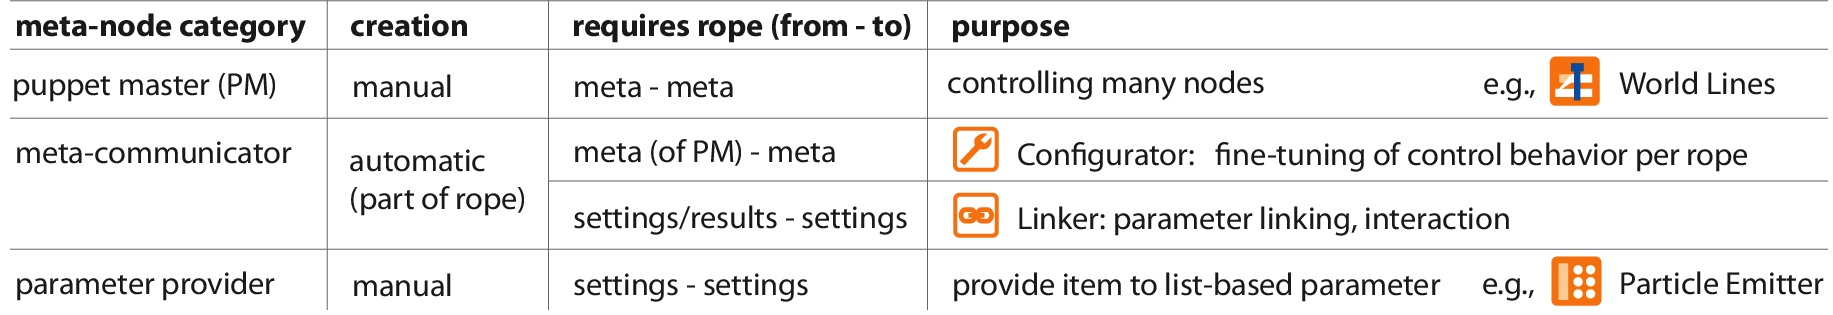 meta-node category creation requires rope (from - to) purpose
puppet master (PM) manual meta - meta controlling many nodes e.g., World Lines
meta-communicator automatic (part of rope) meta (of PM) - meta Configurator: fine-tuning of control behavior per rope
settings/results - settings Linker: parameter linking, interaction
parameter provider manual settings - settings provide item to list-based parameter e.g., Particle Emitter